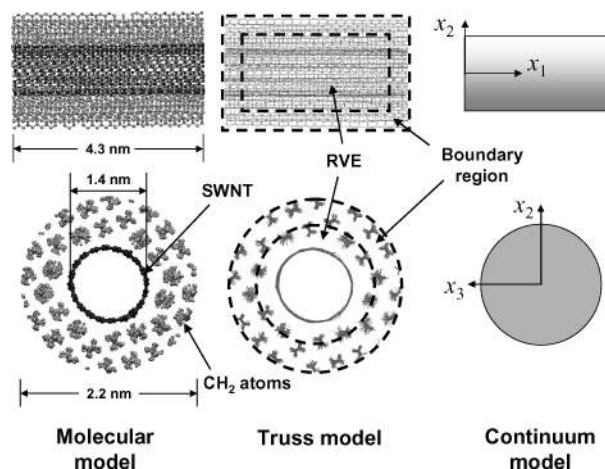 x₂
x₁
4.3 nm
1.4 nm
SWNT
RVE
Boundary
region
x₂
x₃
CH₂ atoms
2.2 nm
Molecular
model
Truss model
Continuum
model